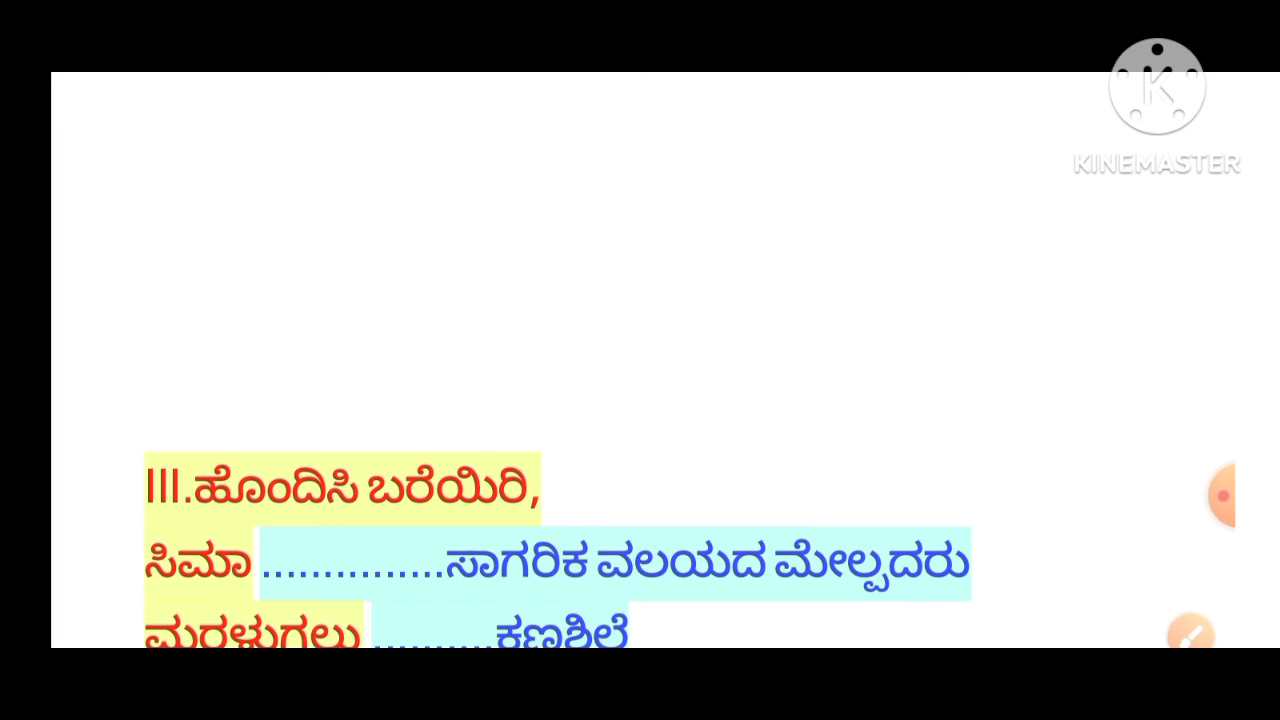 KINEMASTER
III.ಹೊಂದಿಸಿ ಬರೆಯಿರಿ,
ಸಿಮಾ ...............ಸಾಗರಿಕ ವಲಯದ ಮೇಲ್ಪದರು
ಮರಳುಗಲ್ಲು ..........ಕಣಶಿಲೆ